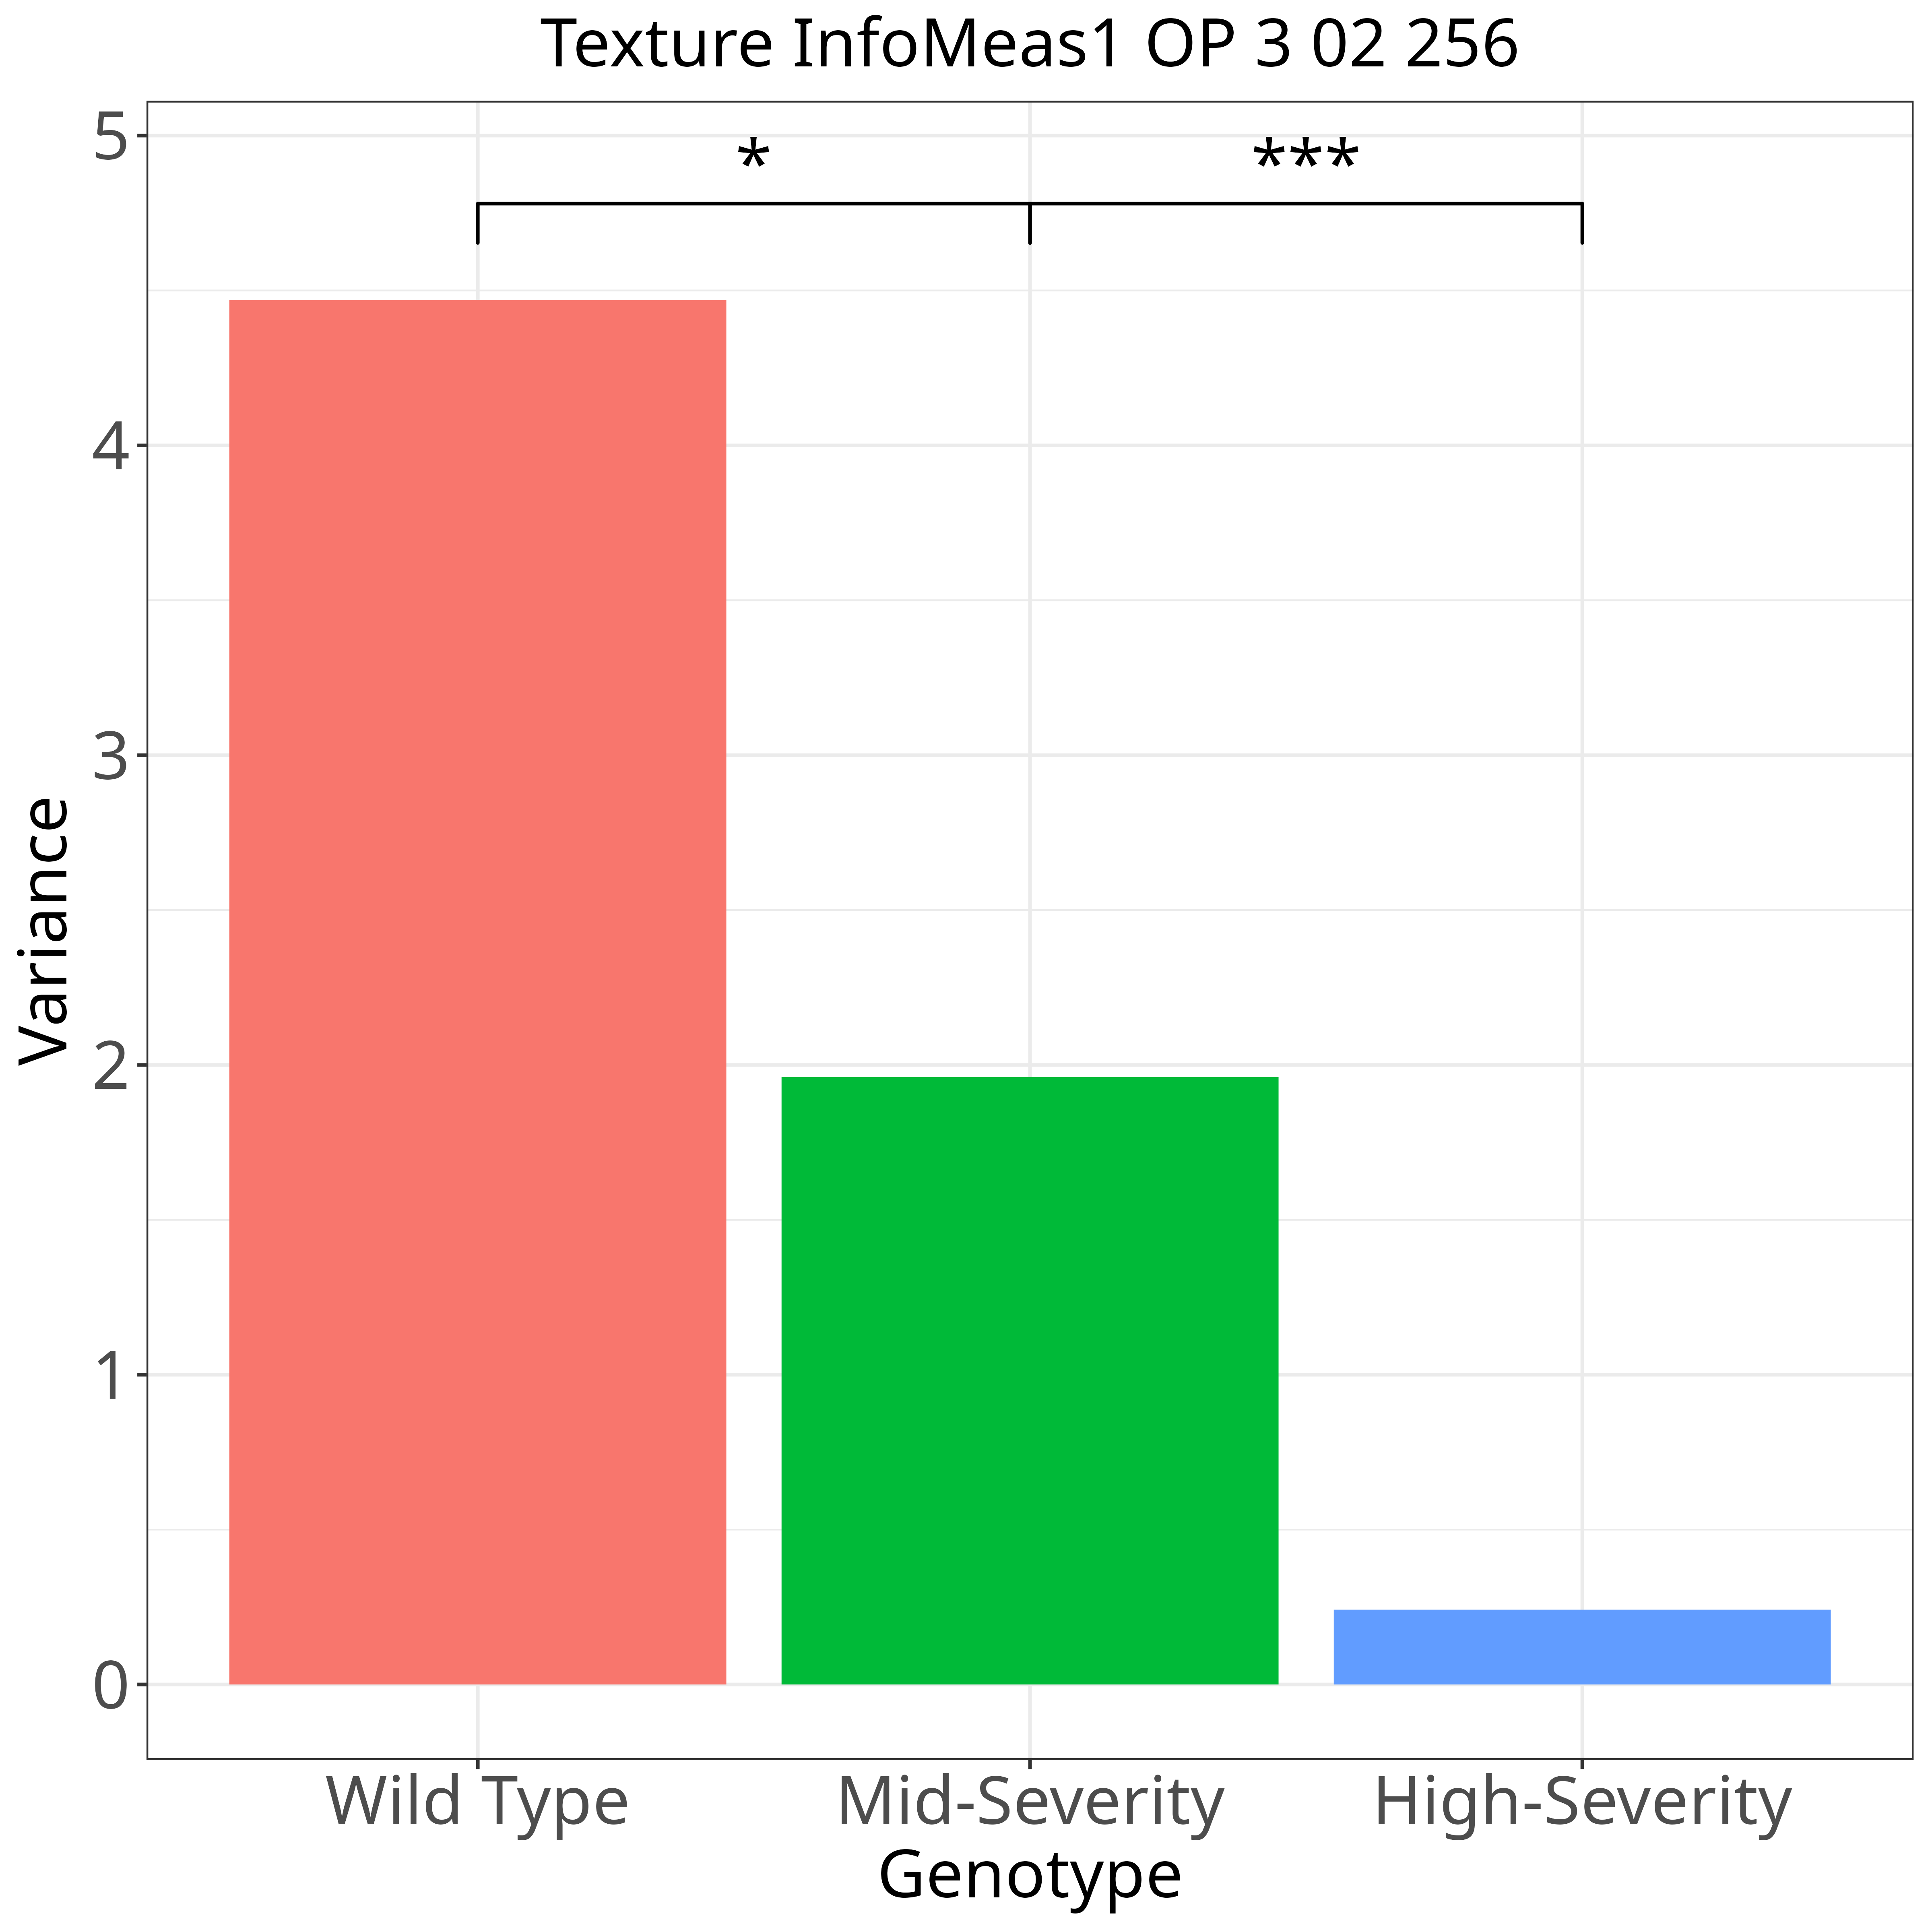 Texture InfoMeas1 OP 3 02 256
5
* ***
4
3
2
1
0
Variance
Wild Type Mid-Severity High-Severity
Genotype